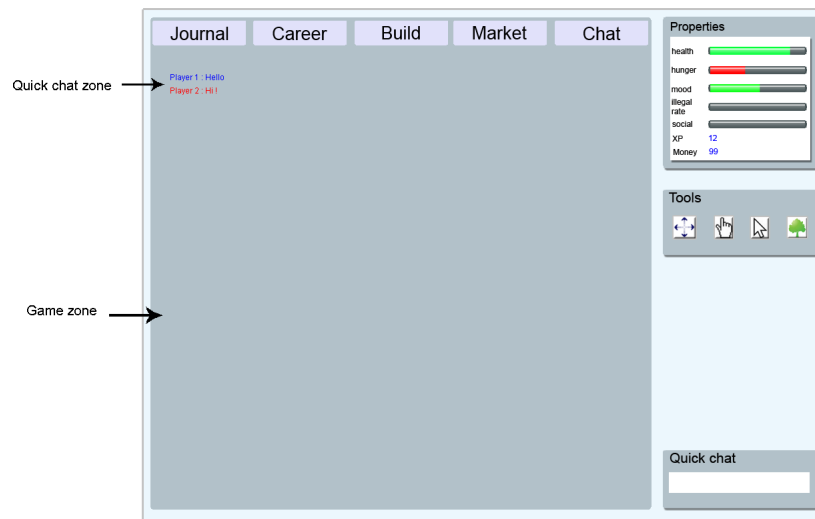 Journal
Career
Build
Market
Chat
Quick chat zone
Player 1 : Hello
Player 2 : Hi !
Game zone
Properties
health
hunger
mood
illegal
rate
social
XP 12
Money 99
Tools
Quick chat